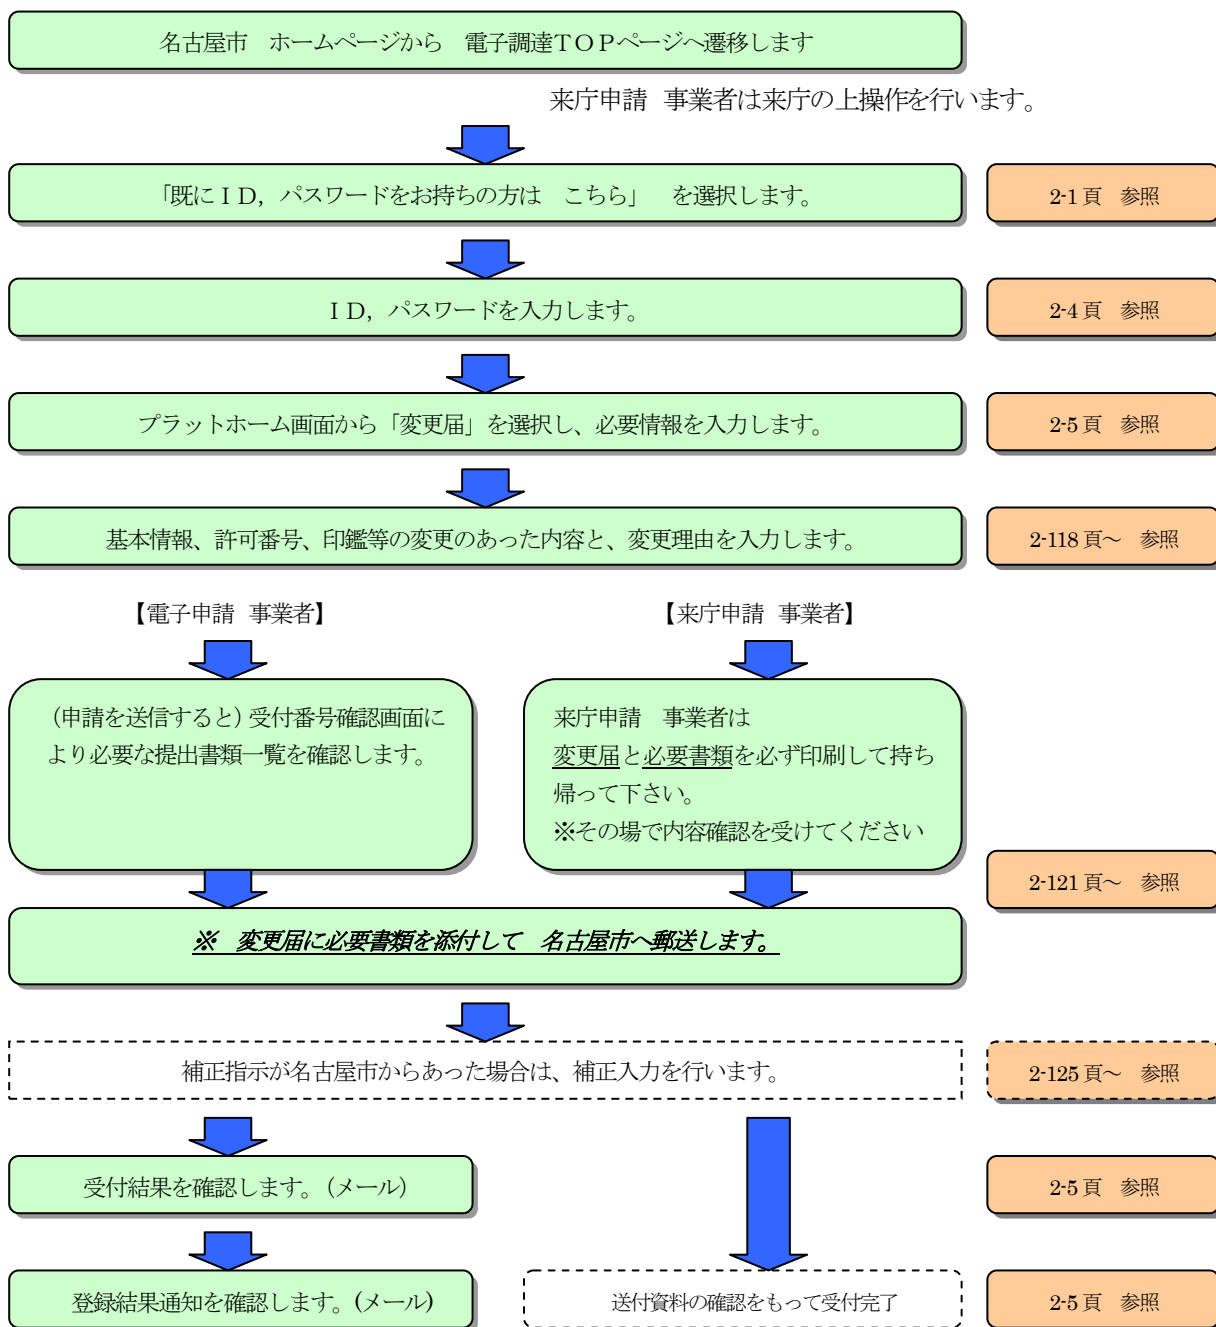 名古屋市　ホームページから　電子調達ＴＯＰページへ遷移します
来庁申請 事業者は来庁の上操作を行います。
「既にＩＤ，パスワードをお持ちの方は　こちら」　を選択します。
2-1頁　参照
ＩＤ，パスワードを入力します。
2-4頁　参照
プラットホーム画面から「変更届」を選択し、必要情報を入力します。
2-5頁　参照
基本情報、許可番号、印鑑等の変更のあった内容と、変更理由を入力します。
2-118頁～　参照
【電子申請 事業者】
【来庁申請 事業者】
（申請を送信すると）受付番号確認画面に
より必要な提出書類一覧を確認します。
来庁申請　事業者は
変更届と必要書類を必ず印刷して持ち
帰って下さい。
※その場で内容確認を受けてください
2-121頁～　参照
※　変更届に必要書類を添付して　名古屋市へ郵送します。
補正指示が名古屋市からあった場合は、補正入力を行います。
2-125頁～　参照
受付結果を確認します。（メール）
2-5頁　参照
登録結果通知を確認します。(メール)
送付資料の確認をもって受付完了
2-5頁　参照